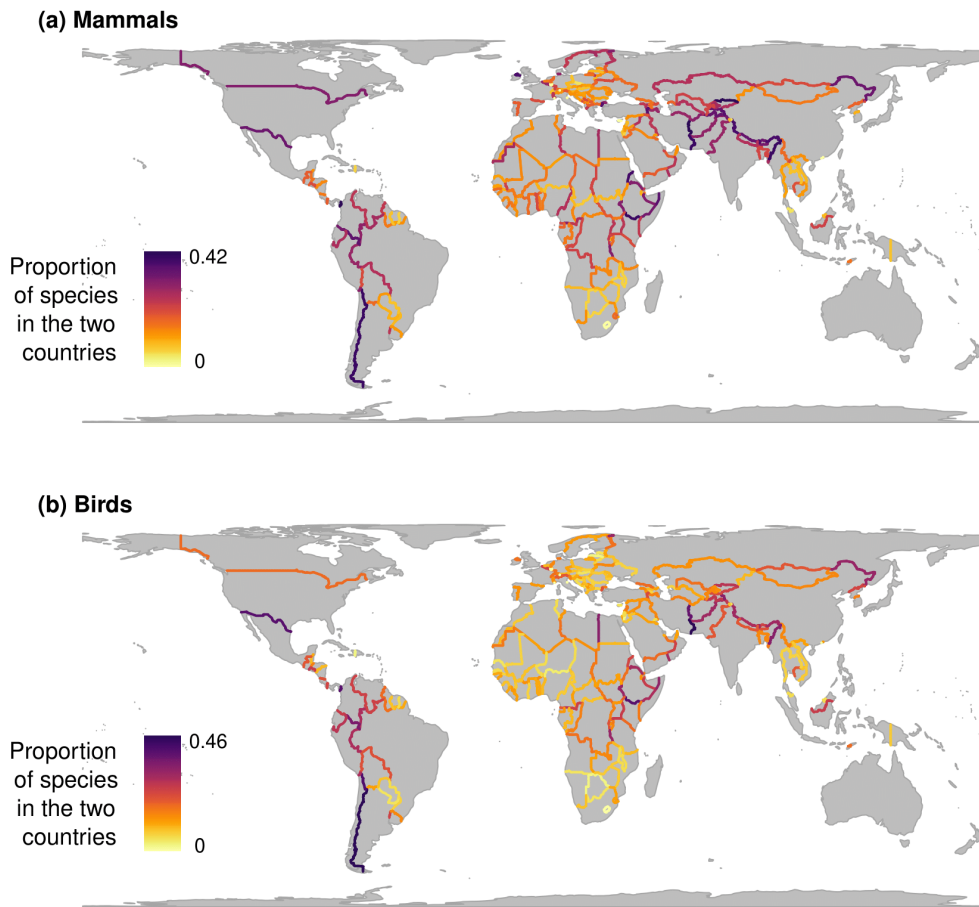 (a) Mammals
Proportion
of species
in the two
countries
0.42
0
(b) Birds
Proportion
of species
in the two
countries
0.46
0